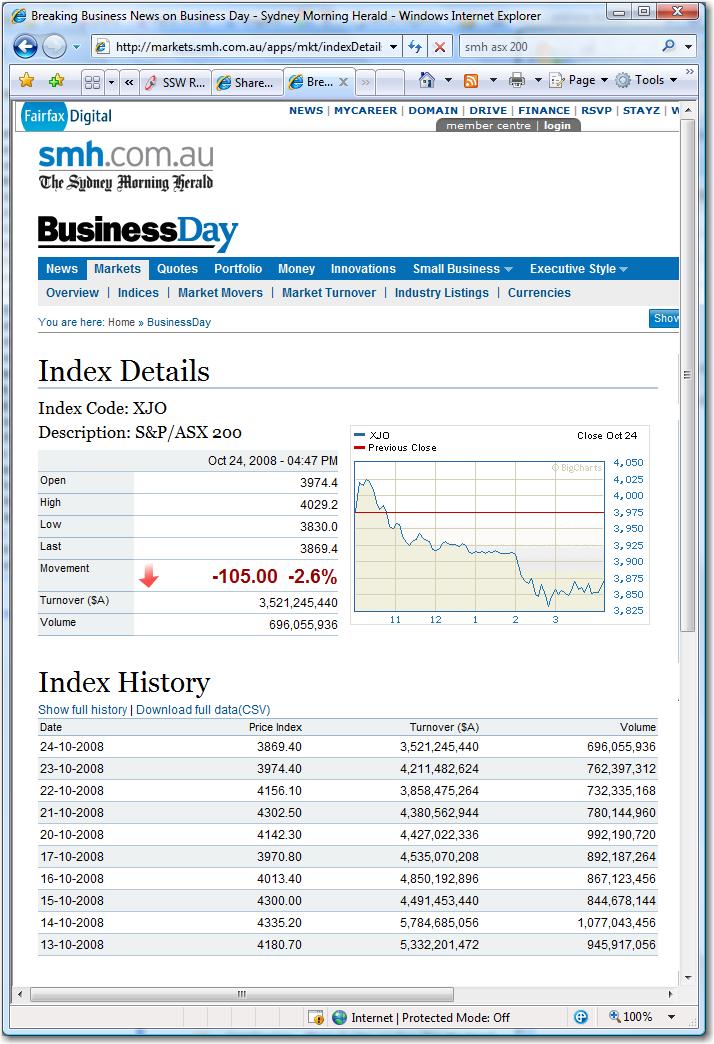 Breaking Business News on Business Day - Sydney Morning Herald - Windows Internet Explorer
http://markets.smh.com.au/apps/mkt/indexDetail smh asx 200
SSW R... Share... Bre... Page Tools
Fairfax Digital NEWS | MYCAREER | DOMAIN | DRIVE | FINANCE | RSVP | STAYZ | W
member centre | login
smh.com.au
The Sydney Morning Herald
BusinessDay
News Markets Quotes Portfolio Money Innovations Small Business Executive Style
Overview | Indices | Market Movers | Market Turnover | Industry Listings | Currencies
You are here: Home » BusinessDay Show
Index Details
Index Code: XJO
Description: S&P/ASX 200
Oct 24, 2008 - 04:47 PM
Open 3974.4
High 4029.2
Low 3830.0
Last 3869.4
Movement -105.00 -2.6%
Turnover ($A) 3,521,245,440
Volume 696,055,936
XJO Close Oct 24
Previous Close
© BigCharts
4,050
4,025
4,000
3,975
3,950
3,925
3,900
3,875
3,850
3,825
11 12 1 2 3
Index History
Show full history | Download full data(CSV)
Date Price Index Turnover ($A) Volume
24-10-2008 3869.40 3,521,245,440 696,055,936
23-10-2008 3974.40 4,211,482,624 762,397,312
22-10-2008 4156.10 3,858,475,264 732,335,168
21-10-2008 4302.50 4,380,562,944 780,144,960
20-10-2008 4142.30 4,427,022,336 992,190,720
17-10-2008 3970.80 4,535,070,208 892,187,264
16-10-2008 4013.40 4,850,192,896 867,123,456
15-10-2008 4300.00 4,491,453,440 844,678,144
14-10-2008 4335.20 5,784,685,056 1,077,043,456
13-10-2008 4180.70 5,332,201,472 945,917,056
Internet | Protected Mode: Off 100%